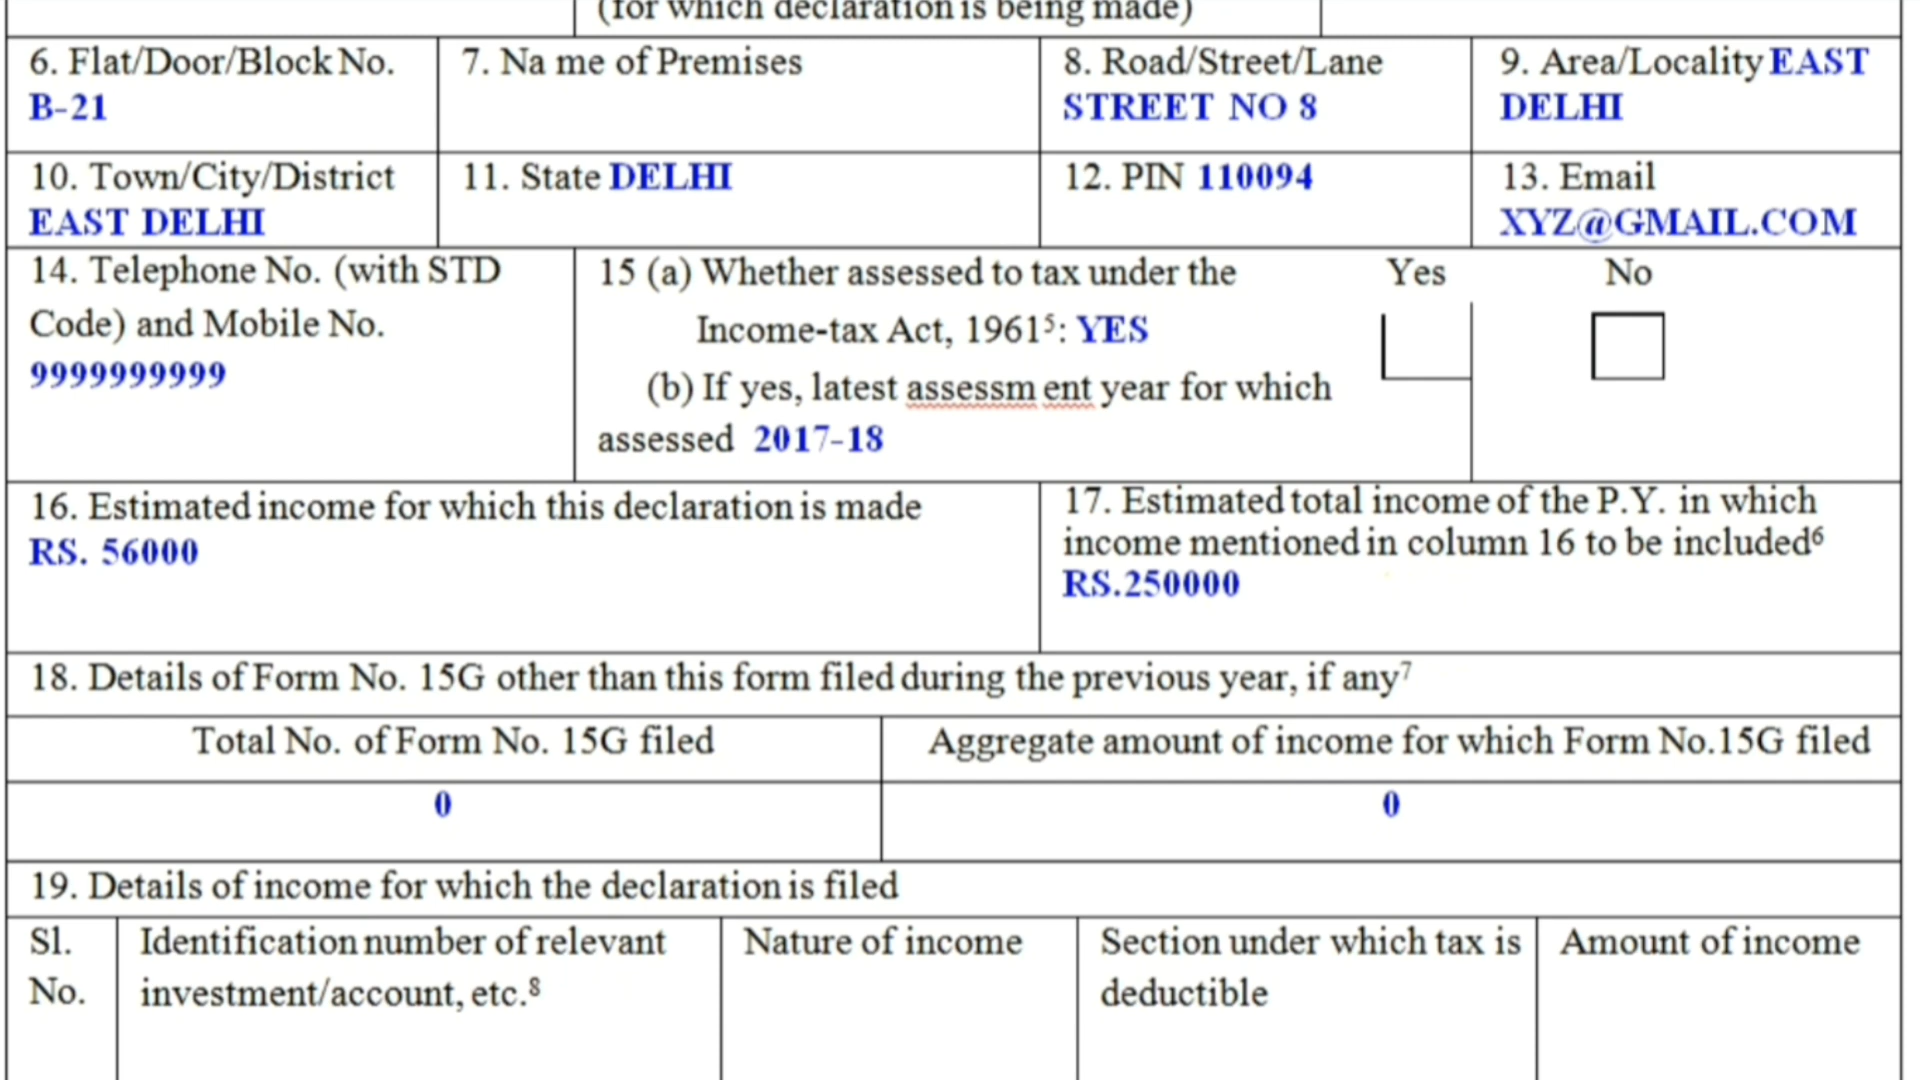 (for which declaration is being made)
6. Flat/Door/Block No.
B-21
7. Na me of Premises
8. Road/Street/Lane
STREET NO 8
9. Area/Locality EAST
DELHI
10. Town/City/District
EAST DELHI
11. State DELHI
12. PIN 110094
13. Email
XYZ@GMAIL.COM
14. Telephone No. (with STD
Code) and Mobile No.
9999999999
15 (a) Whether assessed to tax under the
Income-tax Act, 1961⁵: YES
(b) If yes, latest assessm ent year for which
assessed 2017-18
Yes
No
16. Estimated income for which this declaration is made
RS. 56000
17. Estimated total income of the P.Y. in which
income mentioned in column 16 to be included⁶
RS.250000
18. Details of Form No. 15G other than this form filed during the previous year, if any⁷
Total No. of Form No. 15G filed
Aggregate amount of income for which Form No.15G filed
0
0
19. Details of income for which the declaration is filed
Sl.
No.
Identification number of relevant
investment/account, etc.⁸
Nature of income
Section under which tax is
deductible
Amount of income